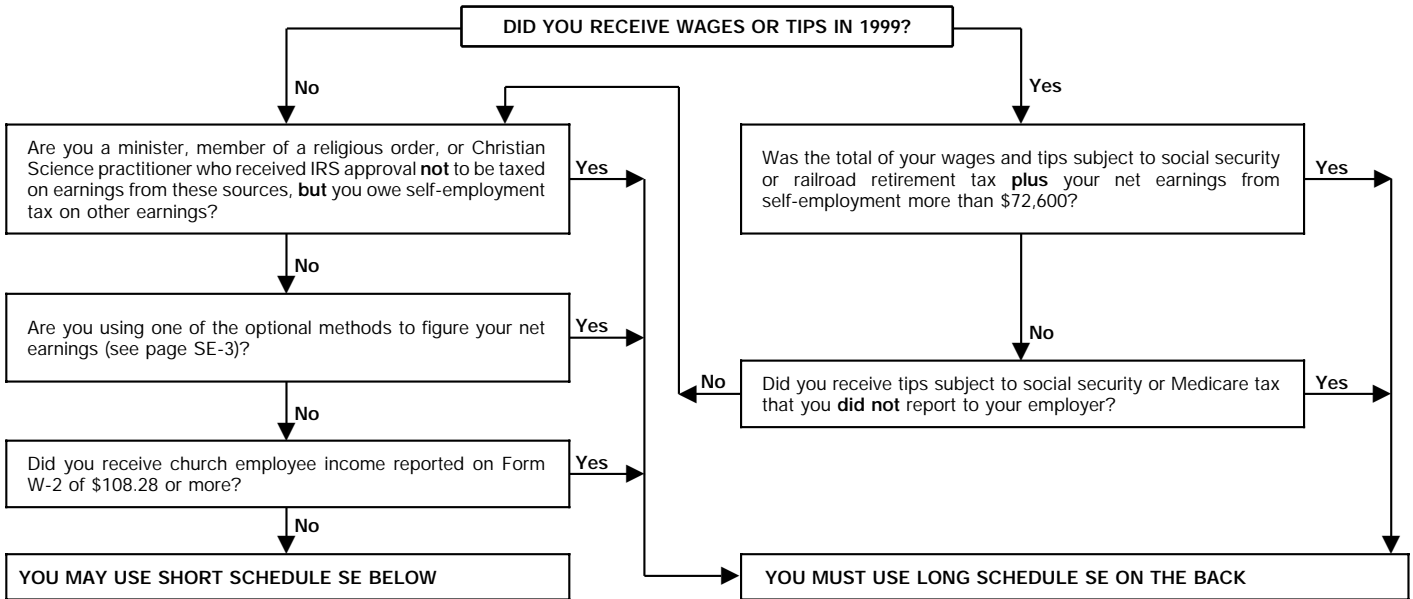 DID YOU RECEIVE WAGES OR TIPS IN 1999?
No
Yes
Are you a minister, member of a religious order, or Christian
Science practitioner who received IRS approval not to be taxed
on earnings from these sources, but you owe self-employment
tax on other earnings?
Yes
Was the total of your wages and tips subject to social security
or railroad retirement tax plus your net earnings from
self-employment more than $72,600?
Yes
No
Are you using one of the optional methods to figure your net
earnings (see page SE-3)?
Yes
No
No
Did you receive tips subject to social security or Medicare tax
that you did not report to your employer?
Yes
No
Did you receive church employee income reported on Form
W-2 of $108.28 or more?
Yes
No
YOU MAY USE SHORT SCHEDULE SE BELOW
YOU MUST USE LONG SCHEDULE SE ON THE BACK